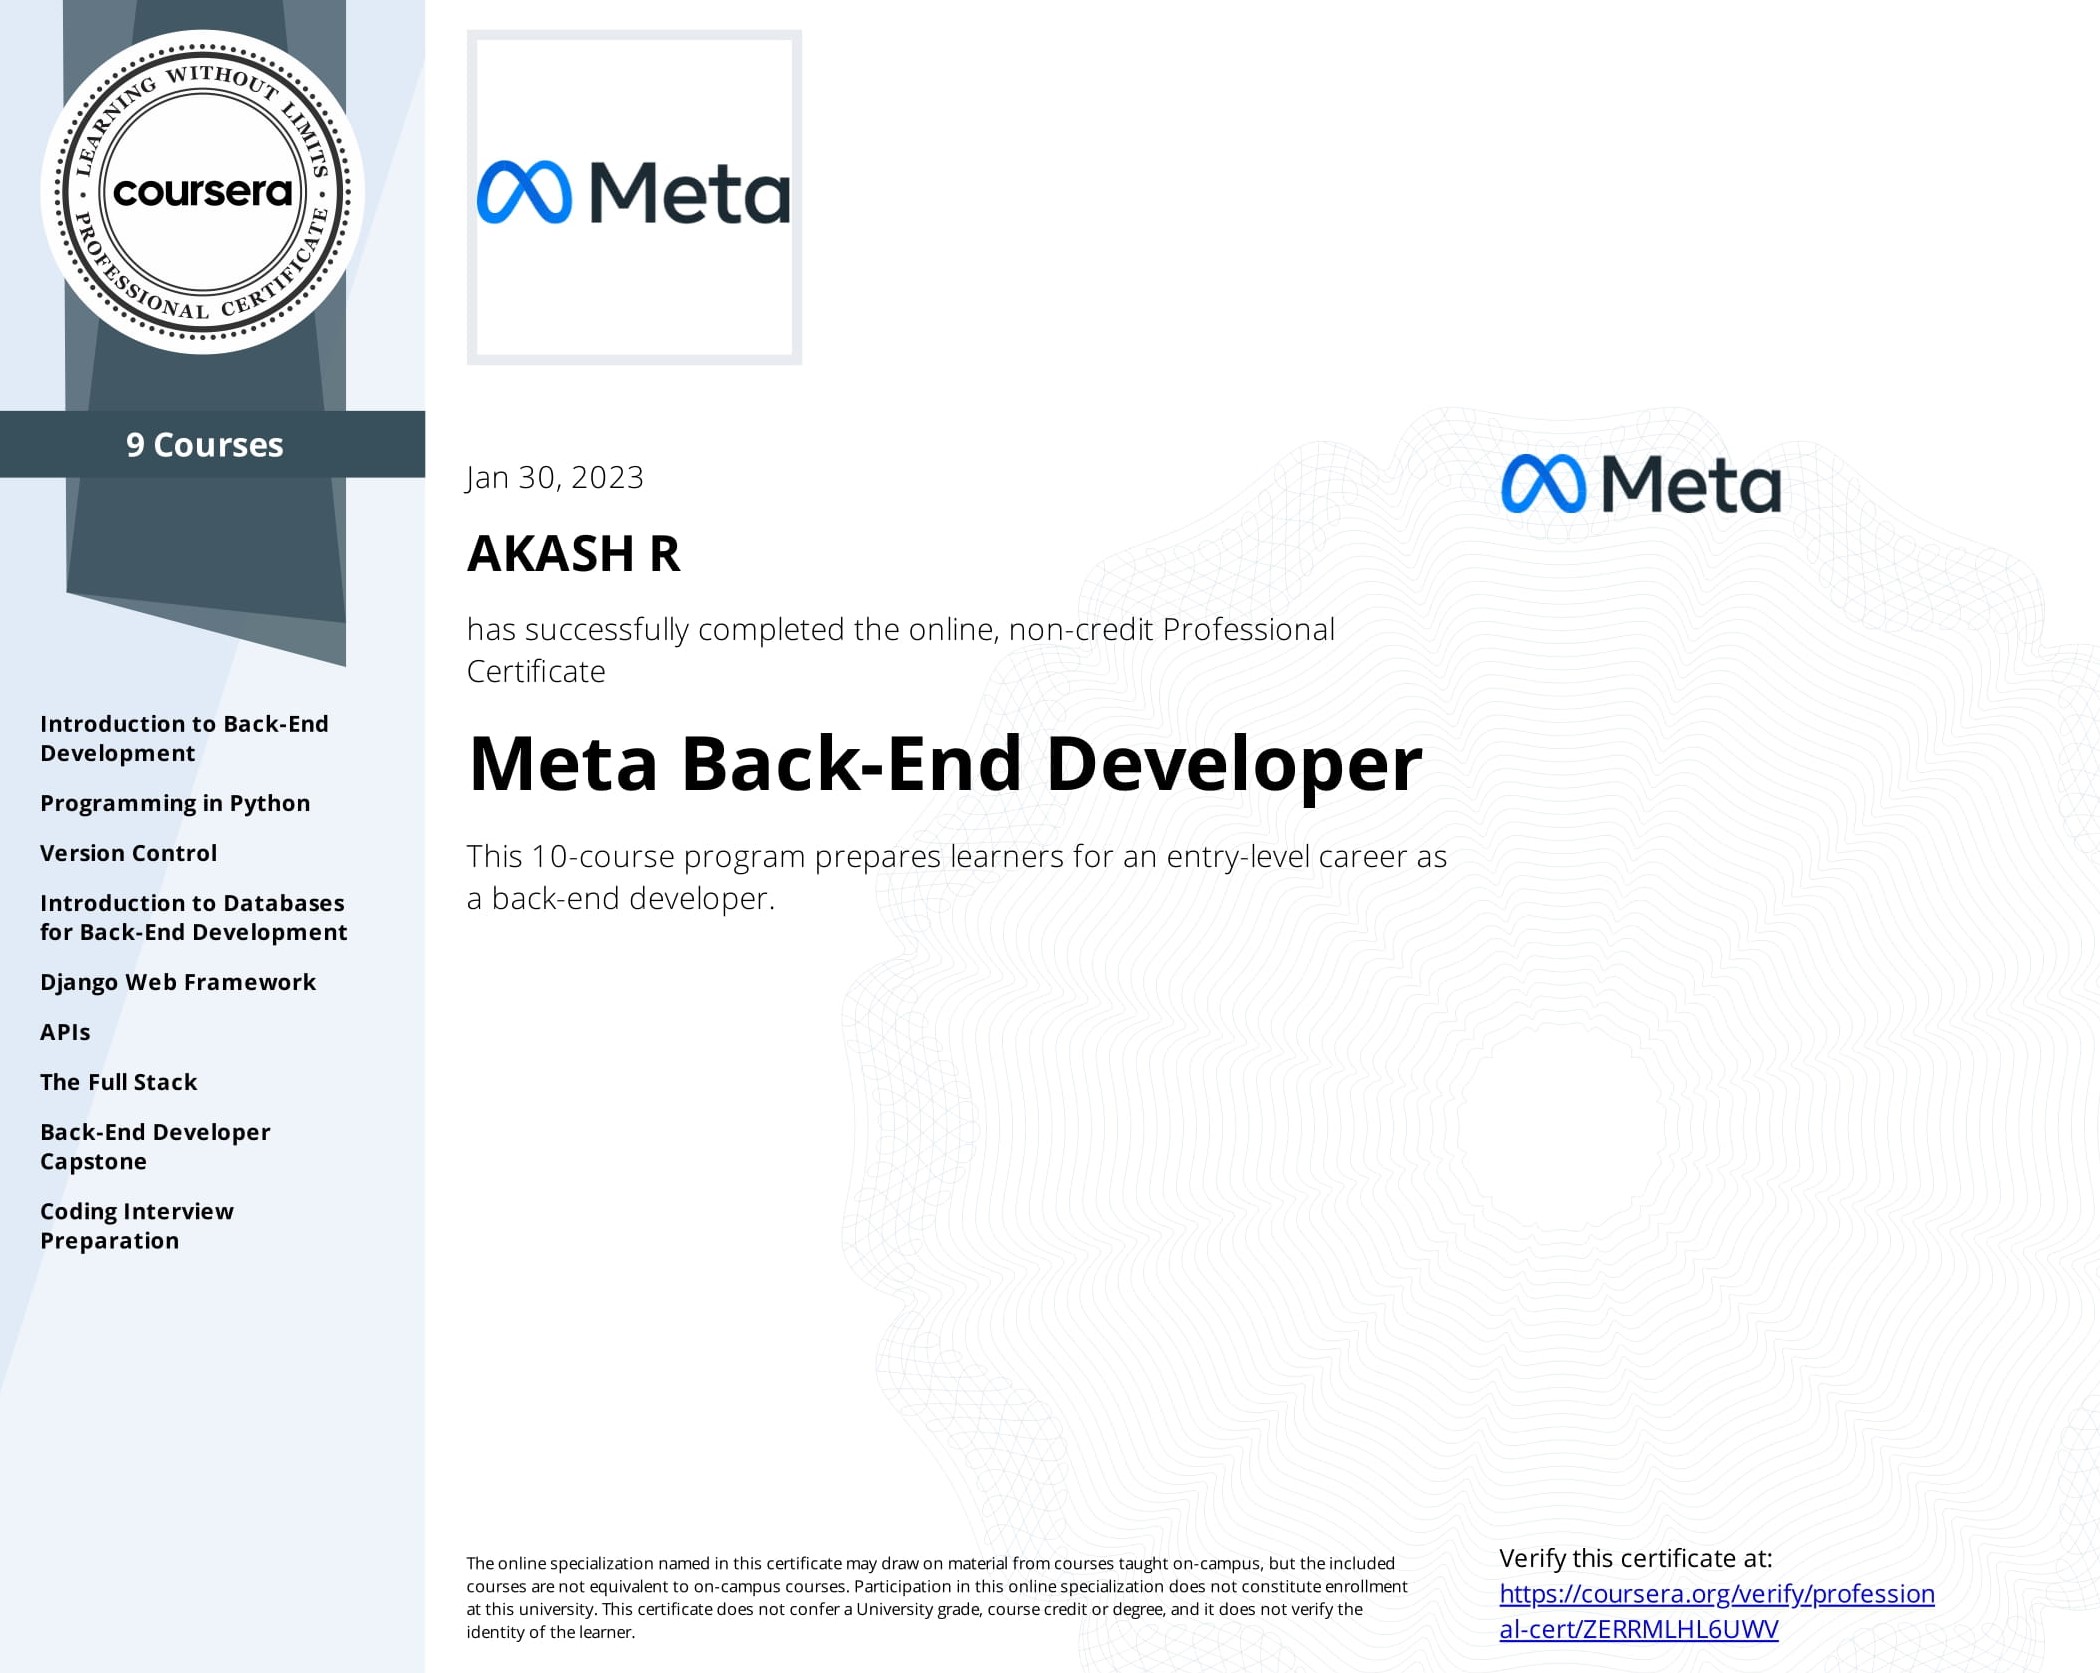 LEARNING WITHOUT LIMITS
coursera
PROFESSIONAL CERTIFICATE
9 Courses
Introduction to Back-End
Development
Programming in Python
Version Control
Introduction to Databases
for Back-End Development
Django Web Framework
APIs
The Full Stack
Back-End Developer
Capstone
Coding Interview
Preparation
Meta
Jan 30, 2023
Meta
AKASH R
has successfully completed the online, non-credit Professional
Certificate
Meta Back-End Developer
This 10-course program prepares learners for an entry-level career as
a back-end developer.
The online specialization named in this certificate may draw on material from courses taught on-campus, but the included
courses are not equivalent to on-campus courses. Participation in this online specialization does not constitute enrollment
at this university. This certificate does not confer a University grade, course credit or degree, and it does not verify the
identity of the learner.
Verify this certificate at:
https://coursera.org/verify/profession
al-cert/ZERRMLHL6UWV